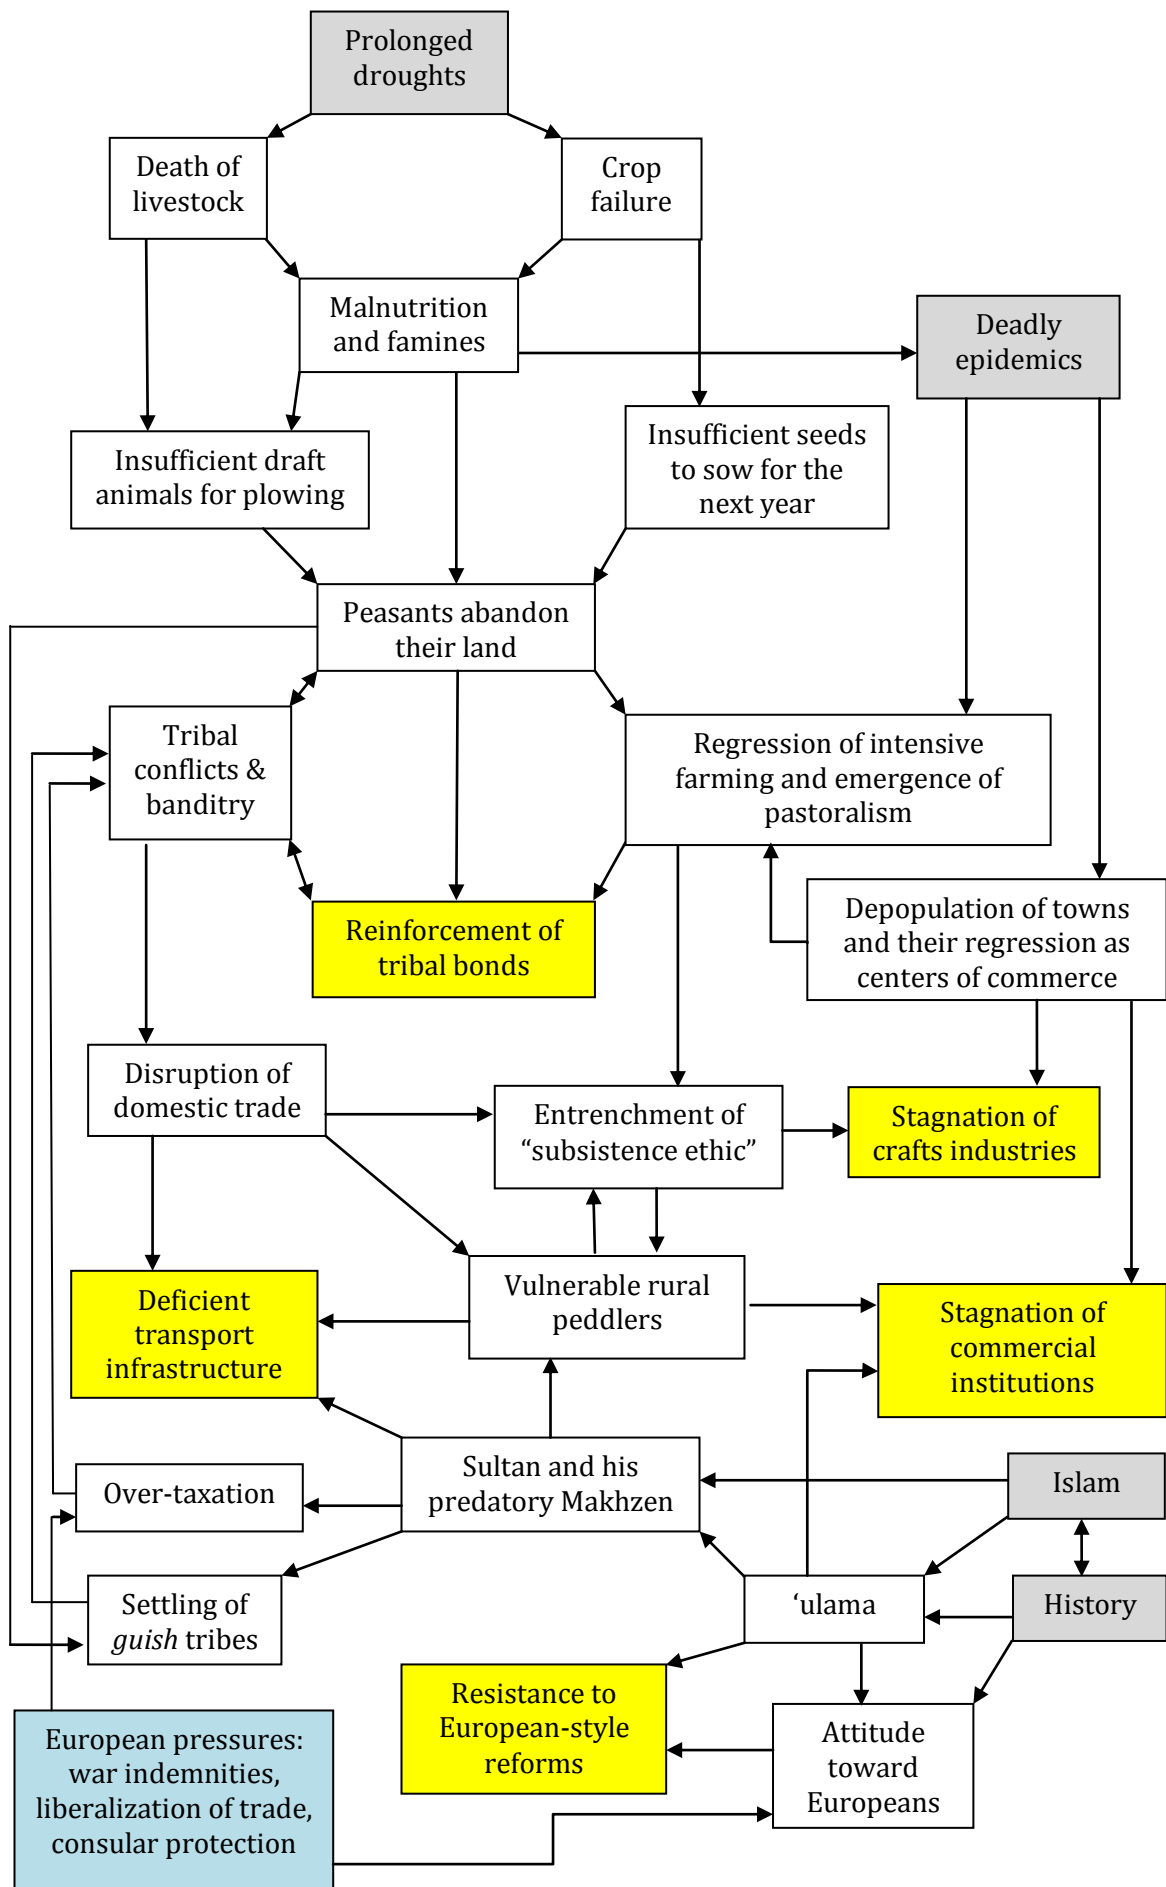 Prolonged
droughts
Death of
livestock
Crop
failure
Malnutrition
and famines
Deadly
epidemics
Insufficient draft
animals for plowing
Insufficient seeds
to sow for the
next year
Peasants abandon
their land
Tribal
conflicts &
banditry
Regression of intensive
farming and emergence of
pastoralism
Reinforcement of
tribal bonds
Depopulation of towns
and their regression as
centers of commerce
Disruption of
domestic trade
Entrenchment of
“subsistence ethic”
Stagnation of
crafts industries
Deficient
transport
infrastructure
Vulnerable rural
peddlers
Stagnation of
commercial
institutions
Over-taxation
Sultan and his
predatory Makhzen
Islam
Settling of
guish tribes
‘ulama
History
Resistance to
European-style
reforms
Attitude
toward
Europeans
European pressures:
war indemnities,
liberalization of trade,
consular protection